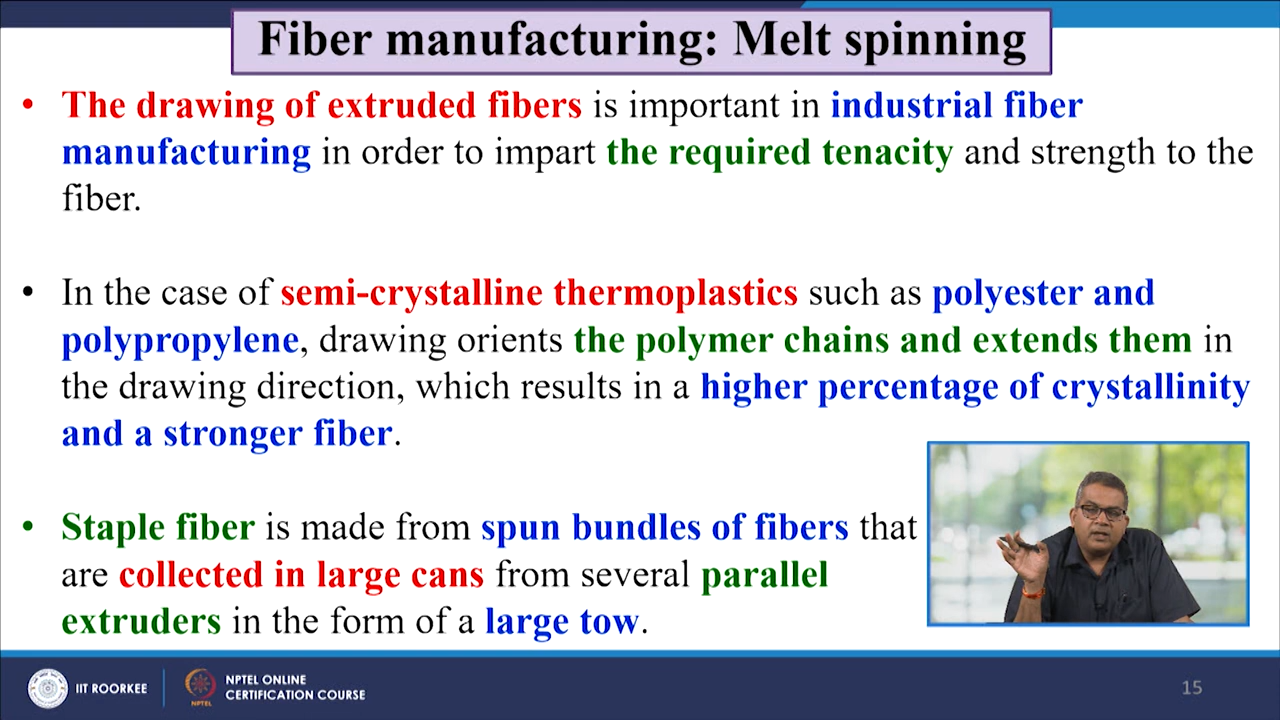 Fiber manufacturing: Melt spinning
• The drawing of extruded fibers is important in industrial fiber
manufacturing in order to impart the required tenacity and strength to the
fiber.
• In the case of semi-crystalline thermoplastics such as polyester and
polypropylene, drawing orients the polymer chains and extends them in
the drawing direction, which results in a higher percentage of crystallinity
and a stronger fiber.
• Staple fiber is made from spun bundles of fibers that
are collected in large cans from several parallel
extruders in the form of a large tow.
IIT ROORKEE
NPTEL
NPTEL ONLINE
CERTIFICATION COURSE
15